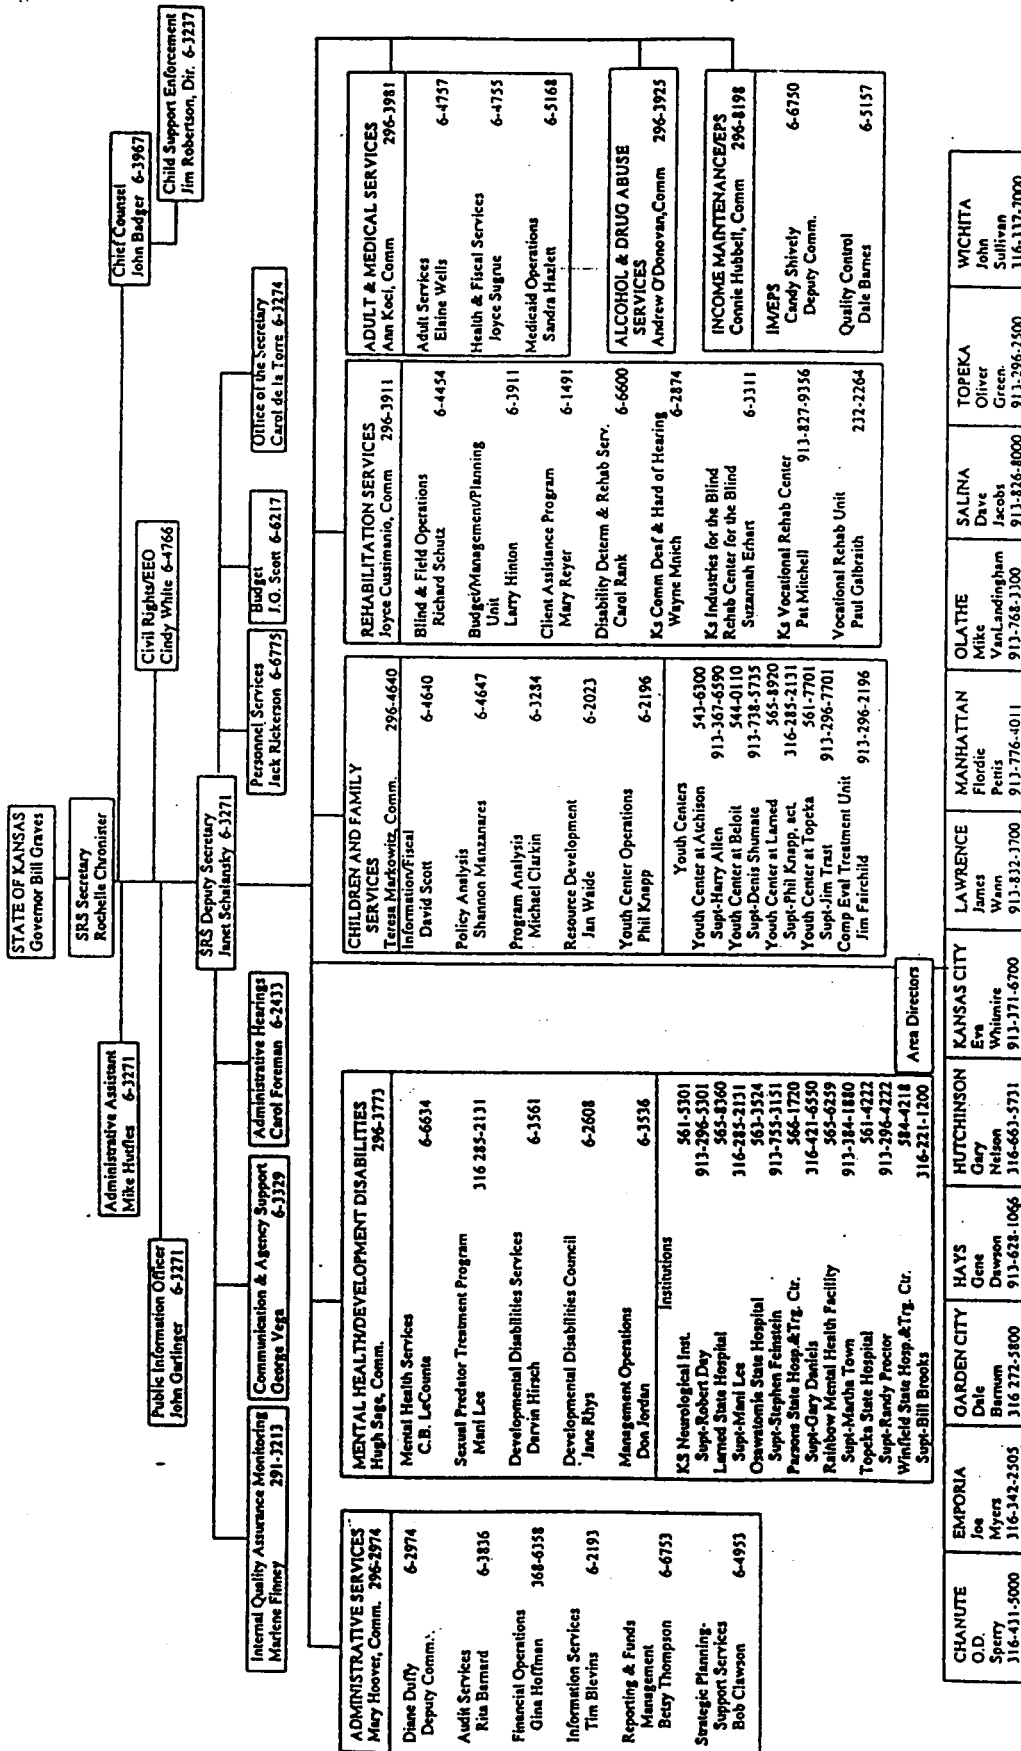 STATE OF KANSAS
Governor Bill Graves
SRS Secretary
Rochelle Chronister
Administrative Assistant
Mike Hutfles 6-3271
Chief Counsel
John Badger 6-3967
Public Information Officer
John Garlinger 6-3271
Civil Rights/EEO
Cindy White 6-4766
Child Support Enforcement
Jim Robertson, Dir. 6-3237
SRS Deputy Secretary
Janet Schalansky 6-3271
Internal Quality Assurance Monitoring
Marlene Finney 291-3213
Communication & Agency Support
George Vega 6-3329
Administrative Hearings
Carol Foreman 6-2433
Personnel Services
Jack Rickerson 6-6775
Budget
J.G. Scott 6-6217
Office of the Secretary
Carol de la Torre 6-3274
ADMINISTRATIVE SERVICES
Mary Hoover, Comm. 296-2974
Diane Duffy 6-2974
Deputy Comm.
Audit Services
Rita Barnard 6-3836
Financial Operations
Gina Hoffman 368-6358
Information Services
Tim Blevins 6-2193
Reporting & Funds
Management
Betsy Thompson 6-6753
Strategic Planning-
Support Services
Bob Clawson 6-4953
MENTAL HEALTH/DEVELOPMENT DISABILITIES
Hugh Sage, Comm. 296-3773
Mental Health Services
C.B. LeCounte 6-6634
Sexual Predator Treatment Program
Mani Lee 316 285-2131
Developmental Disabilities Services
Darvin Hirsch 6-3561
Developmental Disabilities Council
Jane Rhys 6-2608
Management Operations
Don Jordan 6-3536
Institutions
KS Neurological Inst. 561-5301
Supt-Robert Day 913-296-5301
Larned State Hospital 565-8360
Supt-Mani Lee 316-285-2131
Osawatomie State Hospital 563-3524
Supt-Stephen Feinstein 913-755-3151
Parsons State Hosp.&Trg. Ctr. 566-1720
Supt-Gary Daniels 316-421-6550
Rainbow Mental Health Facility 565-6259
Supt-Martha Town 913-384-1880
Topeka State Hospital 561-4222
Supt-Randy Proctor 913-296-4222
Winfield State Hosp.&Trg. Ctr. 584-4218
Supt-Bill Brooks 316-221-1200
CHILDREN AND FAMILY
SERVICES
Teresa Markowitz, Comm. 296-4640
Information/Fiscal
David Scott 6-4640
Policy Analysis
Shannon Manzanares 6-4647
Program Analysis
Michael Clarkin 6-3284
Resource Development
Jan Waide 6-2023
Youth Center Operations
Phil Knapp 6-2196
Youth Centers
Youth Center at Atchison 543-6300
Supt-Harry Allen 913-367-6590
Youth Center at Beloit 544-0110
Supt-Denis Shumate 913-738-5735
Youth Center at Larned 565-8920
Supt-Phil Knapp, act. 316-285-2131
Youth Center at Topeka 561-7701
Supt-Jim Trast 913-296-7701
Comp Eval Treatment Unit
Jim Fairchild 913-296-2196
REHABILITATION SERVICES
Joyce Cussimanio, Comm 296-3911
Blind & Field Operations
Richard Schutz 6-4454
Budget/Management/Planning
Unit
Larry Hinton 6-3911
Client Assistance Program
Mary Reyer 6-1491
Disability Determ & Rehab Serv.
Carol Rank 6-6600
Ks Comm Deaf & Hard of Hearing
Wayne Mnich 6-2874
Ks Industries for the Blind
Rehab Center for the Blind
Suzannah Erhart 6-3311
Ks Vocational Rehab Center
Pat Mitchell 913-827-9356
Vocational Rehab Unit
Paul Galbraith 232-2264
ADULT & MEDICAL SERVICES
Ann Koci, Comm 296-3981
Adult Services
Elaine Wells 6-4757
Health & Fiscal Services
Joyce Sugrue 6-4755
Medicaid Operations
Sandra Hazlett 6-5168
ALCOHOL & DRUG ABUSE
SERVICES
Andrew O'Donovan,Comm 296-3925
INCOME MAINTENANCE/EPS
Connie Hubbell, Comm 296-8198
IM/EPS
Candy Shively 6-6750
Deputy Comm.
Quality Control
Dale Barnes 6-5157
Area Directors
CHANUTE
O.D.
Sperry
316-431-5000
EMPORIA
Joe
Myers
316-342-2505
GARDEN CITY
Dale
Barnum
316 272-5800
HAYS
Gene
Dawson
913-628-1066
HUTCHINSON
Gary
Nelson
316-663-5731
KANSAS CITY
Eva
Whitmire
913-371-6700
LAWRENCE
James
Wann
913-832-3700
MANHATTAN
Flordie
Pettis
913-776-4011
OLATHE
Mike
VanLandingham
913-768-3300
SALINA
Dave
Jacobs
913-826-8000
TOPEKA
Oliver
Green
913-296-2500
WICHITA
John
Sullivan
316-337-7000